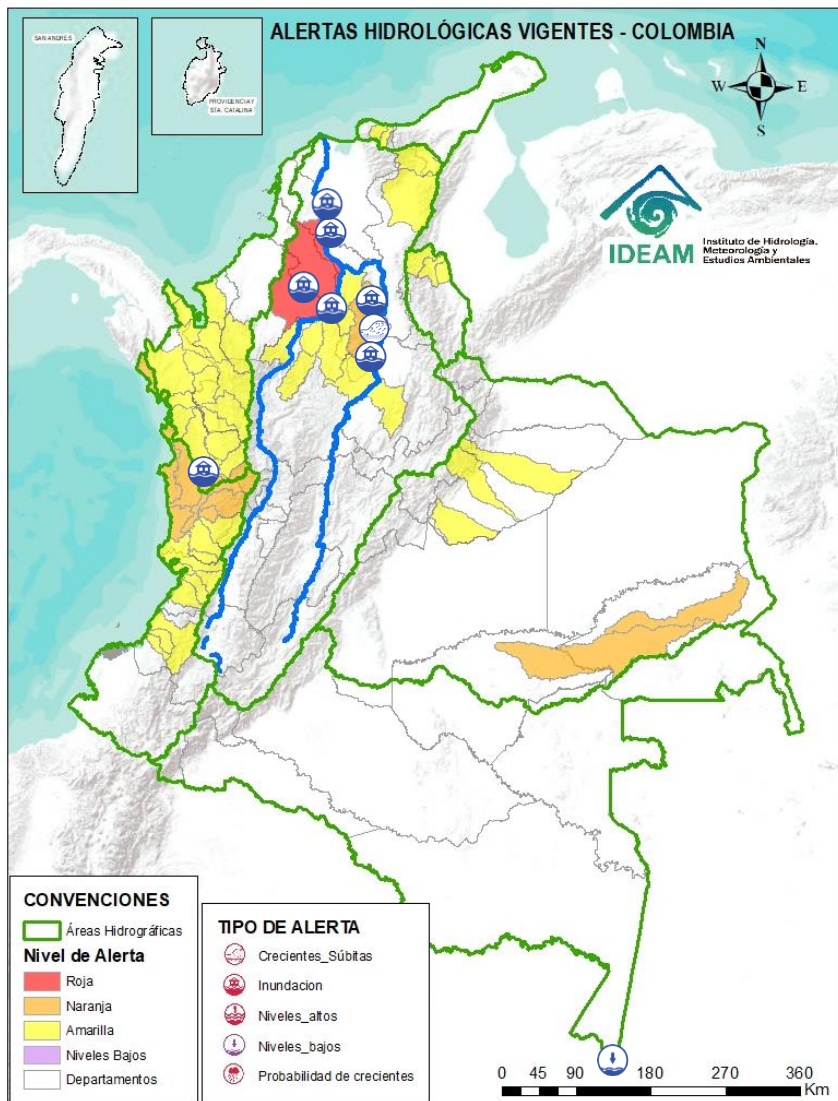 ALERTAS HIDROLÓGICAS VIGENTES - COLOMBIA
SAN ANDRÉS
PROVIDENCIA Y
STA. CATALINA
N
W
E
S
IDEAM
Instituto de Hidrología,
Meteorología y
Estudios Ambientales
CONVENCIONES
Áreas Hidrográficas
Nivel de Alerta
Roja
Naranja
Amarilla
Niveles Bajos
Departamentos
TIPO DE ALERTA
Crecientes_Súbitas
Inundacion
Niveles_altos
Niveles_bajos
Probabilidad de crecientes
0 45 90 180 270 360
Km